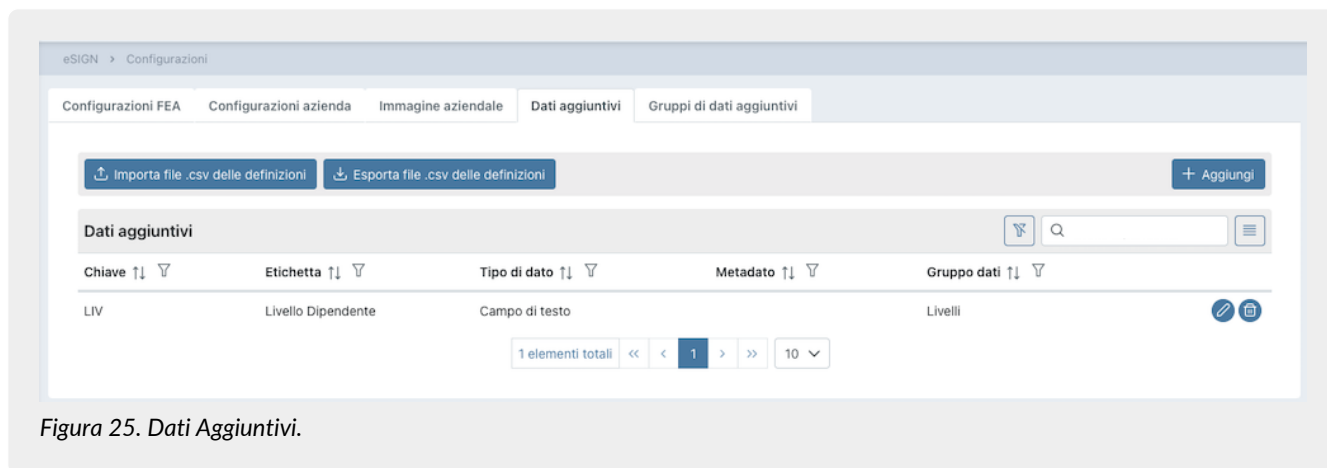 eSIGN > Configurazioni
Configurazioni FEA Configurazioni azienda Immagine aziendale Dati aggiuntivi Gruppi di dati aggiuntivi
Importa file .csv delle definizioni Esporta file .csv delle definizioni + Aggiungi
Dati aggiuntivi
Chiave ↑↓ Etichetta ↑↓ Tipo di dato ↑↓ Metadato ↑↓ Gruppo dati ↑↓
LIV Livello Dipendente Campo di testo Livelli
1 elementi totali « < 1 > » 10
Figura 25. Dati Aggiuntivi.